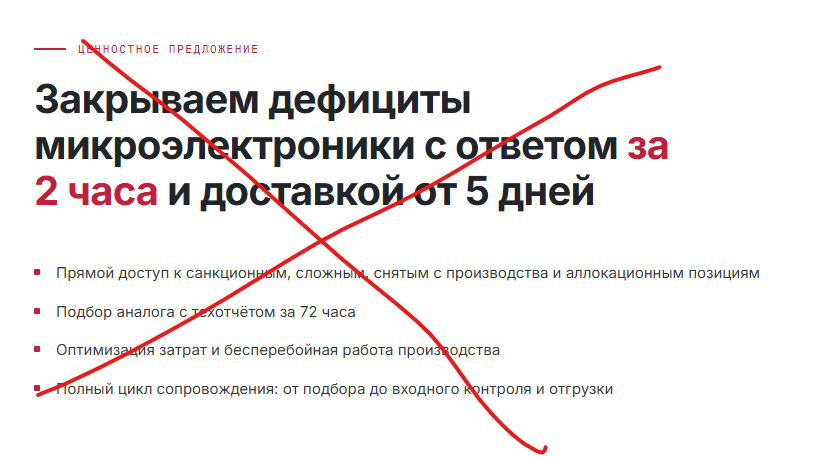 ЦЕННОСТНОЕ ПРЕДЛОЖЕНИЕ
Закрываем дефициты
микроэлектроники с ответом за
2 часа и доставкой от 5 дней
Прямой доступ к санкционным, сложным, снятым с производства и аллокационным позициям
Подбор аналога с техотчётом за 72 часа
Оптимизация затрат и бесперебойная работа производства
Полный цикл сопровождения: от подбора до входного контроля и отгрузки